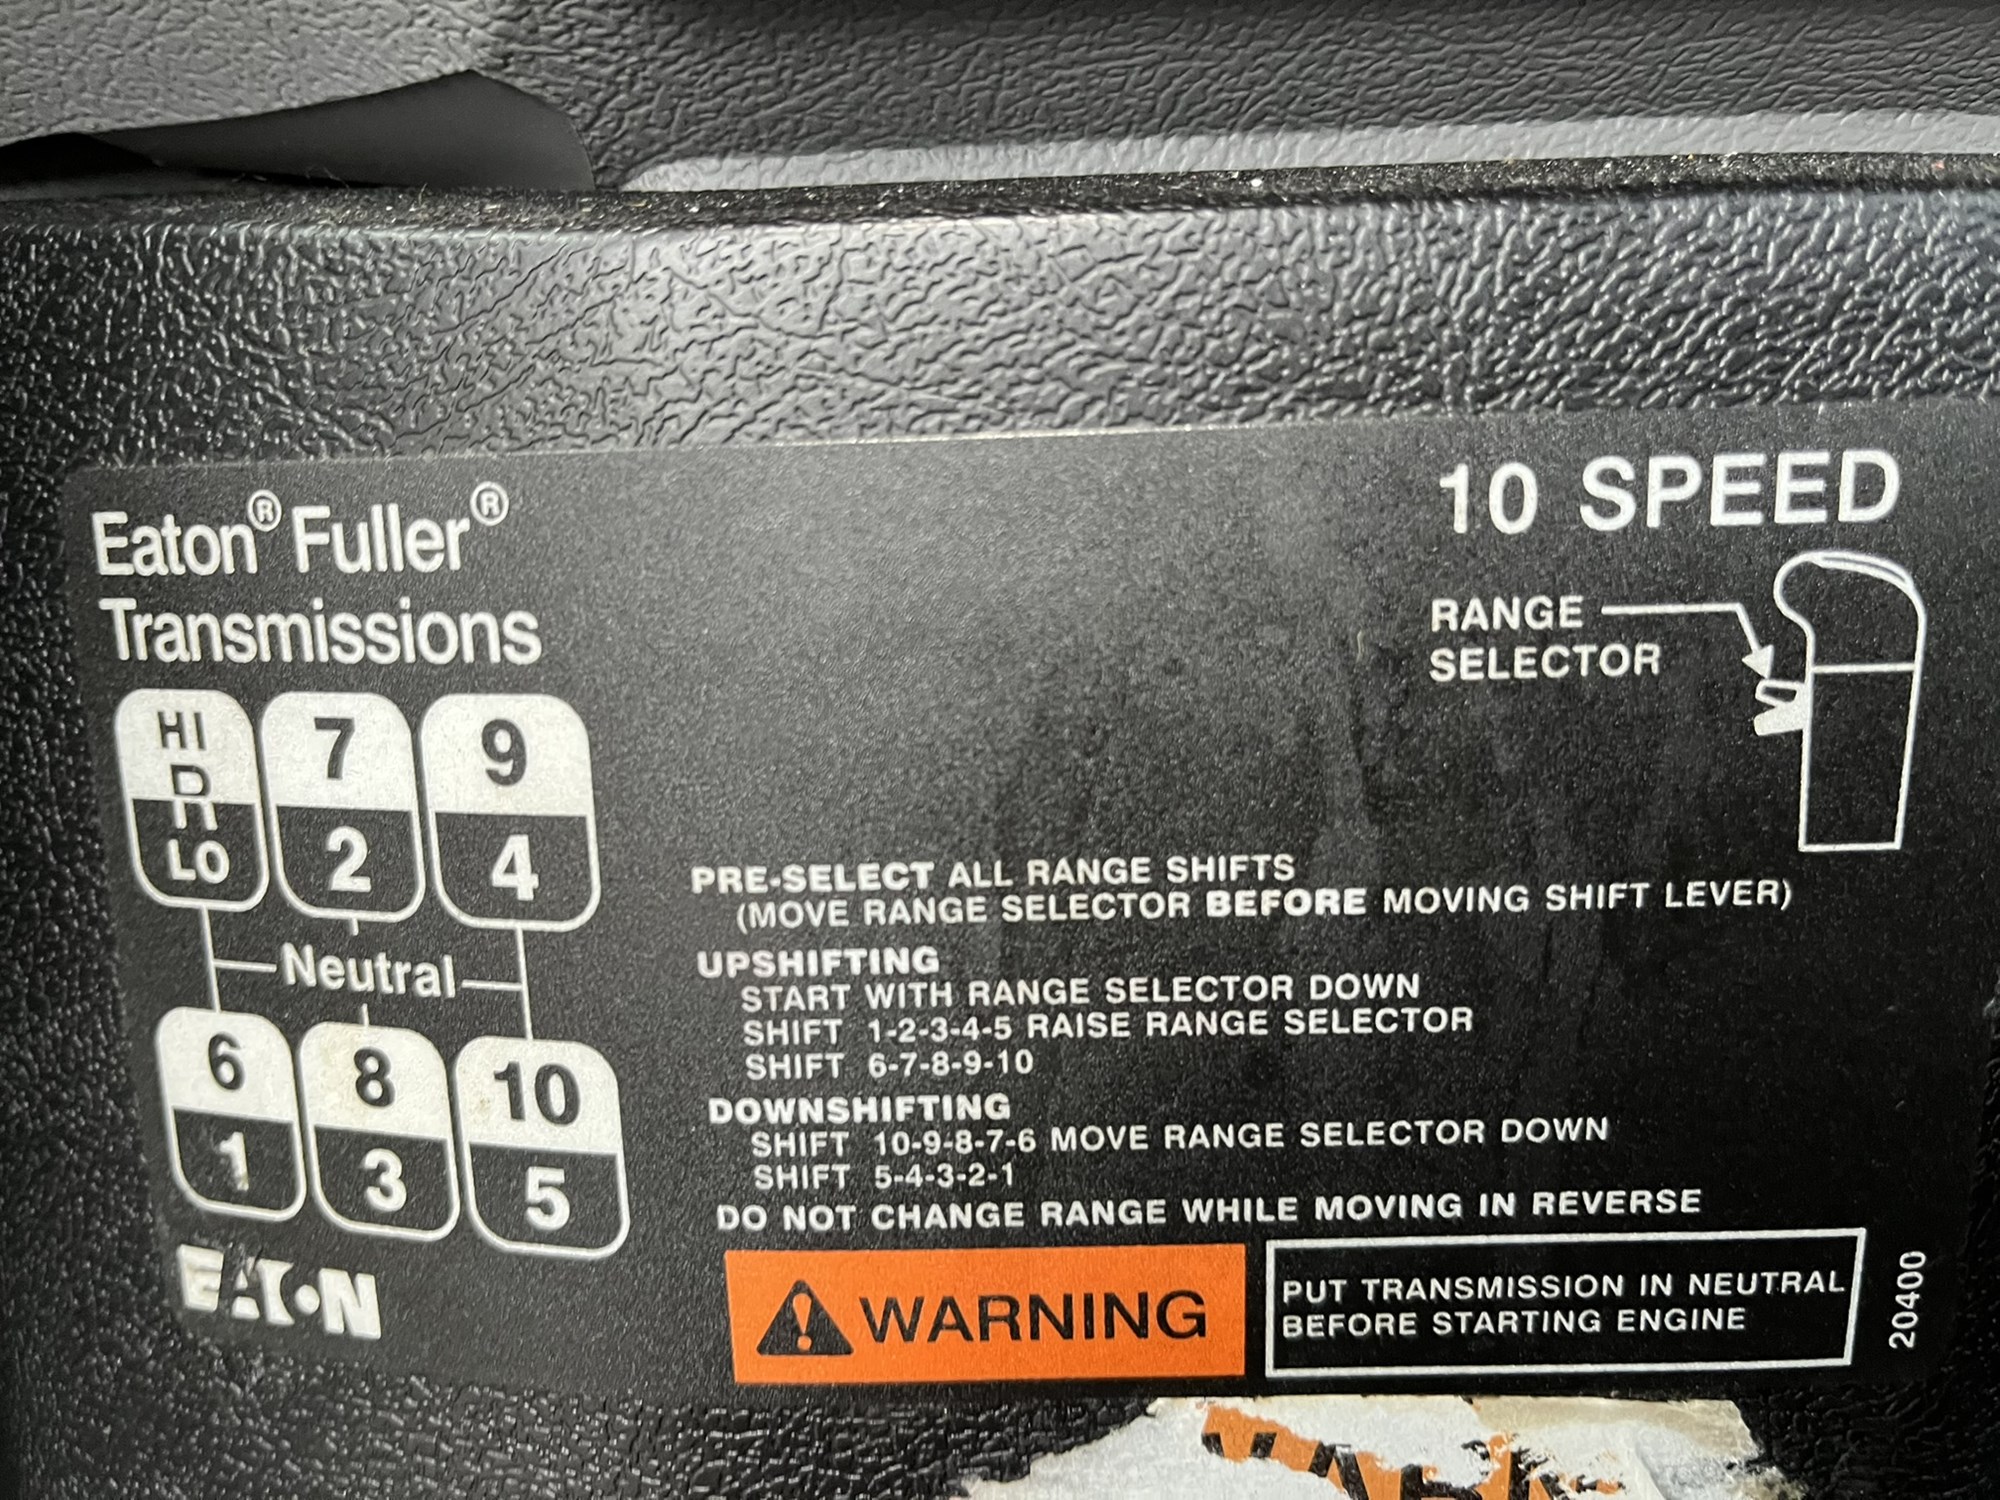 Eaton® Fuller®
Transmissions
10 SPEED
RANGE
SELECTOR
HI
R
LO
7
2
9
4
Neutral
6
1
8
3
10
5
EATON
PRE-SELECT ALL RANGE SHIFTS
(MOVE RANGE SELECTOR BEFORE MOVING SHIFT LEVER)
UPSHIFTING
START WITH RANGE SELECTOR DOWN
SHIFT 1-2-3-4-5 RAISE RANGE SELECTOR
SHIFT 6-7-8-9-10
DOWNSHIFTING
SHIFT 10-9-8-7-6 MOVE RANGE SELECTOR DOWN
SHIFT 5-4-3-2-1
DO NOT CHANGE RANGE WHILE MOVING IN REVERSE
WARNING
PUT TRANSMISSION IN NEUTRAL
BEFORE STARTING ENGINE
20400